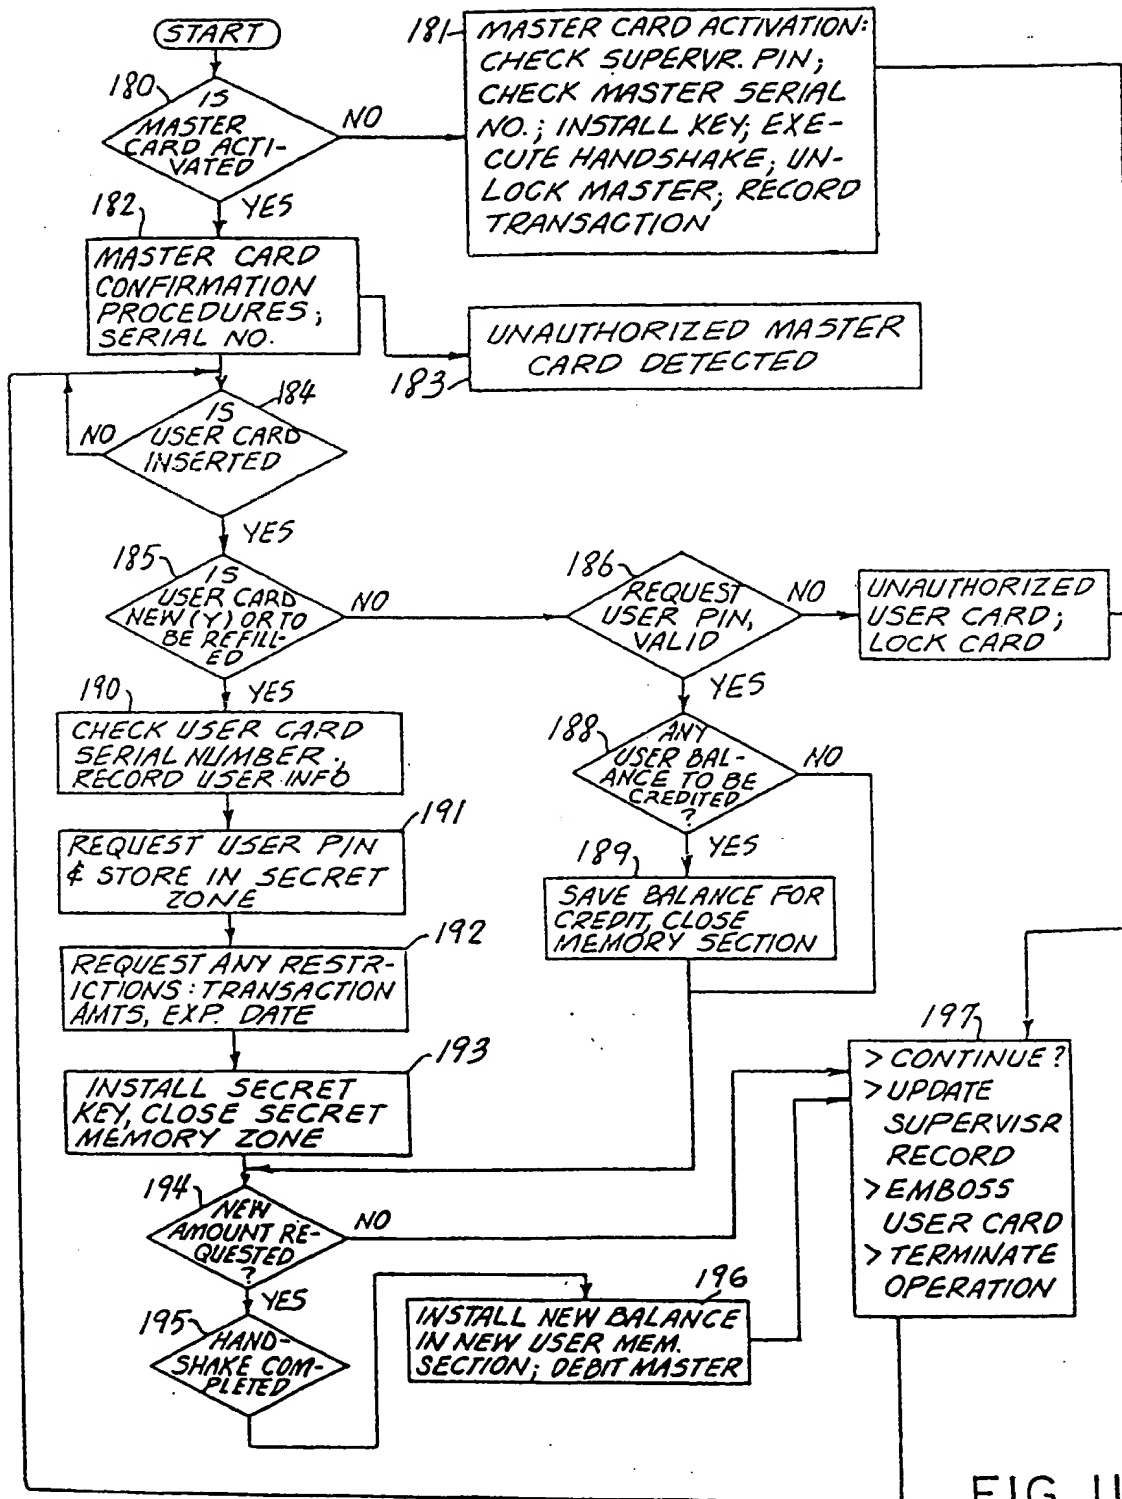 START
180
IS
MASTER
CARD ACTI-
VATED
NO
YES
181
MASTER CARD ACTIVATION:
CHECK SUPERVR. PIN;
CHECK MASTER SERIAL
NO.; INSTALL KEY; EXE-
CUTE HANDSHAKE; UN-
LOCK MASTER; RECORD
TRANSACTION
182
MASTER CARD
CONFIRMATION
PROCEDURES;
SERIAL NO.
UNAUTHORIZED MASTER
CARD DETECTED
183
184
IS
USER CARD
INSERTED
NO
YES
185
IS
USER CARD
NEW (Y) OR TO
BE REFILL-
ED
NO
YES
186
REQUEST
USER PIN,
VALID
NO
YES
UNAUTHORIZED
USER CARD;
LOCK CARD
188
ANY
USER BAL-
ANCE TO BE
CREDITED
?
NO
YES
189
SAVE BALANCE FOR
CREDIT, CLOSE
MEMORY SECTION
190
CHECK USER CARD
SERIAL NUMBER.,
RECORD USER INFO
191
REQUEST USER PIN
& STORE IN SECRET
ZONE
192
REQUEST ANY RESTR-
ICTIONS: TRANSACTION
AMTS, EXP. DATE
193
INSTALL SECRET
KEY, CLOSE SECRET
MEMORY ZONE
194
NEW
AMOUNT RE-
QUESTED
?
NO
YES
195
HAND-
SHAKE COM-
PLETED
196
INSTALL NEW BALANCE
IN NEW USER MEM.
SECTION; DEBIT MASTER
197
> CONTINUE?
> UPDATE
SUPERVISR
RECORD
> EMBOSS
USER CARD
> TERMINATE
OPERATION
FIG. 11